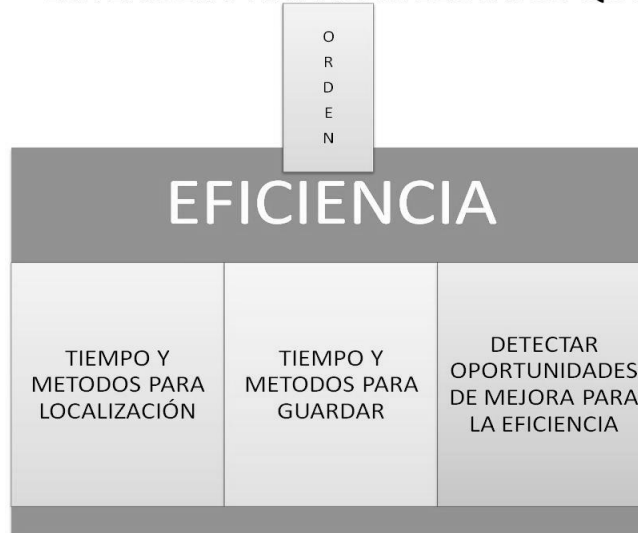 O
R
D
E
N
EFICIENCIA
TIEMPO Y
METODOS PARA
LOCALIZACIÓN
TIEMPO Y
METODOS PARA
GUARDAR
DETECTAR
OPORTUNIDADES
DE MEJORA PARA
LA EFICIENCIA